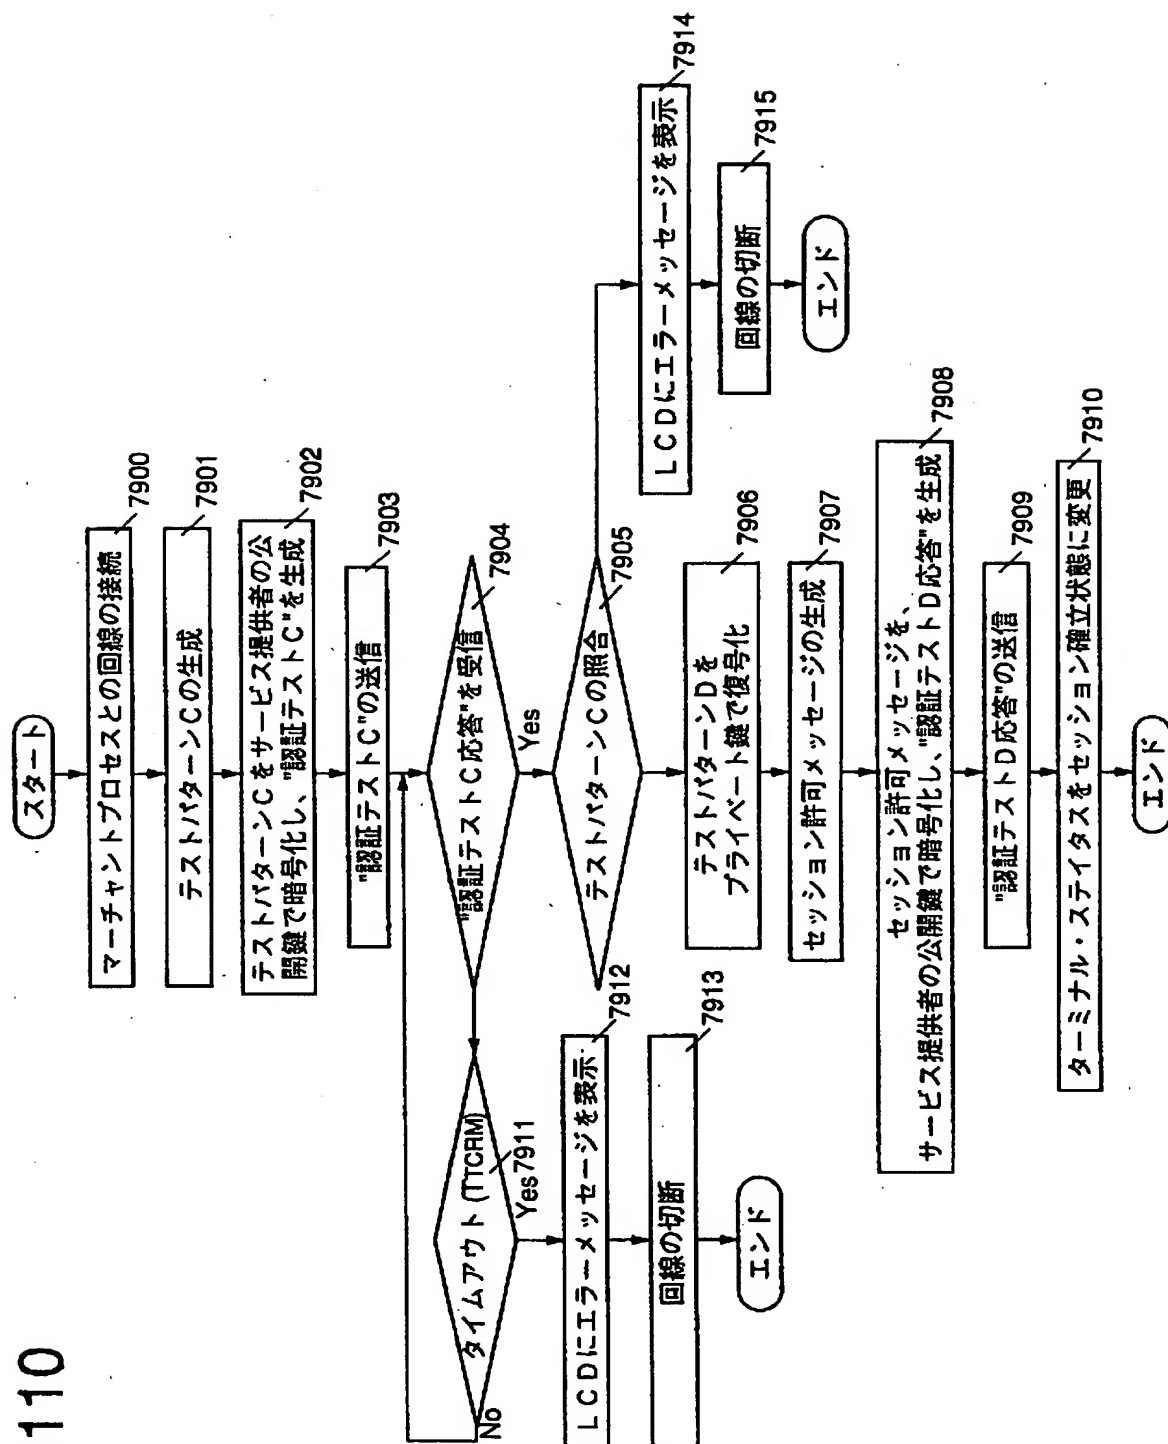 110
スタート
マーチャントプロセスとの回線の接続
7900
テストパターンCの生成
7901
テストパターンCをサービス提供者の公
開鍵で暗号化し、"認証テストC"を生成
7902
"認証テストC"の送信
7903
"認証テストC応答"を受信
7904
Yes
タイムアウト(TTCRM)
7911
Yes
No
LCDにエラーメッセージを表示
7912
回線の切断
7913
エンド
テストパターンCの照合
7905
LCDにエラーメッセージを表示
7914
回線の切断
7915
エンド
テストパターンDを
プライベート鍵で復号化
7906
セッション許可メッセージの生成
7907
セッション許可メッセージを、
サービス提供者の公開鍵で暗号化し、"認証テストD応答"を生成
7908
"認証テストD応答"の送信
7909
ターミナル・ステイタスをセッション確立状態に変更
7910
エンド